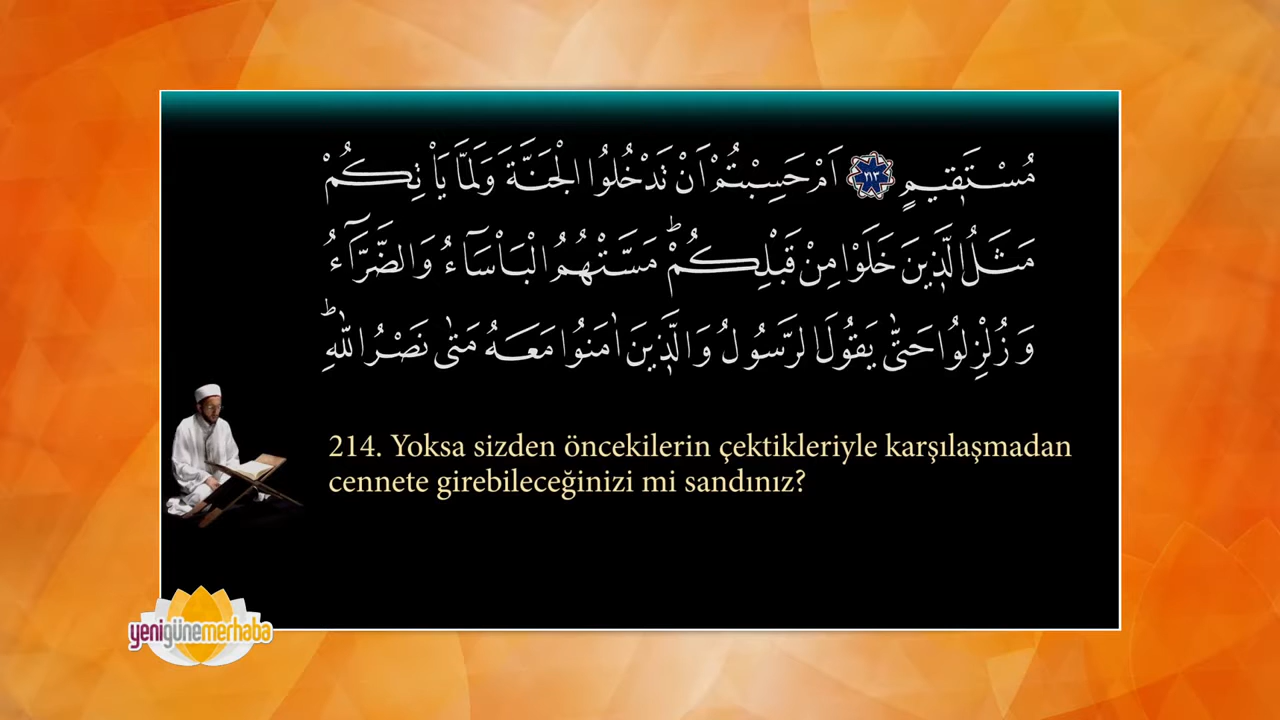 مُسْتَقٖيمٍ ﴿٢١٣﴾ اَمْ حَسِبْتُمْ اَنْ تَدْخُلُوا الْجَنَّةَ وَلَمَّا يَأْتِكُمْ
مَثَلُ الَّذٖينَ خَلَوْا مِنْ قَبْلِكُمْؕ مَسَّتْهُمُ الْبَأْسَٓاءُ وَالضَّرَّٓاءُ
وَزُلْزِلُوا حَتّٰى يَقُولَ الرَّسُولُ وَالَّذٖينَ اٰمَنُوا مَعَهُ مَتٰى نَصْرُ اللّٰهِؕ
214. Yoksa sizden öncekilerin çektikleriyle karşılaşmadan
cennete girebileceğinizi mi sandınız?
yenigünemerhaba